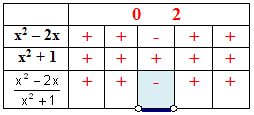 0 2
x² – 2x + + - + +
x² + 1 + + + + +
x² – 2x / x² + 1 + + - + +